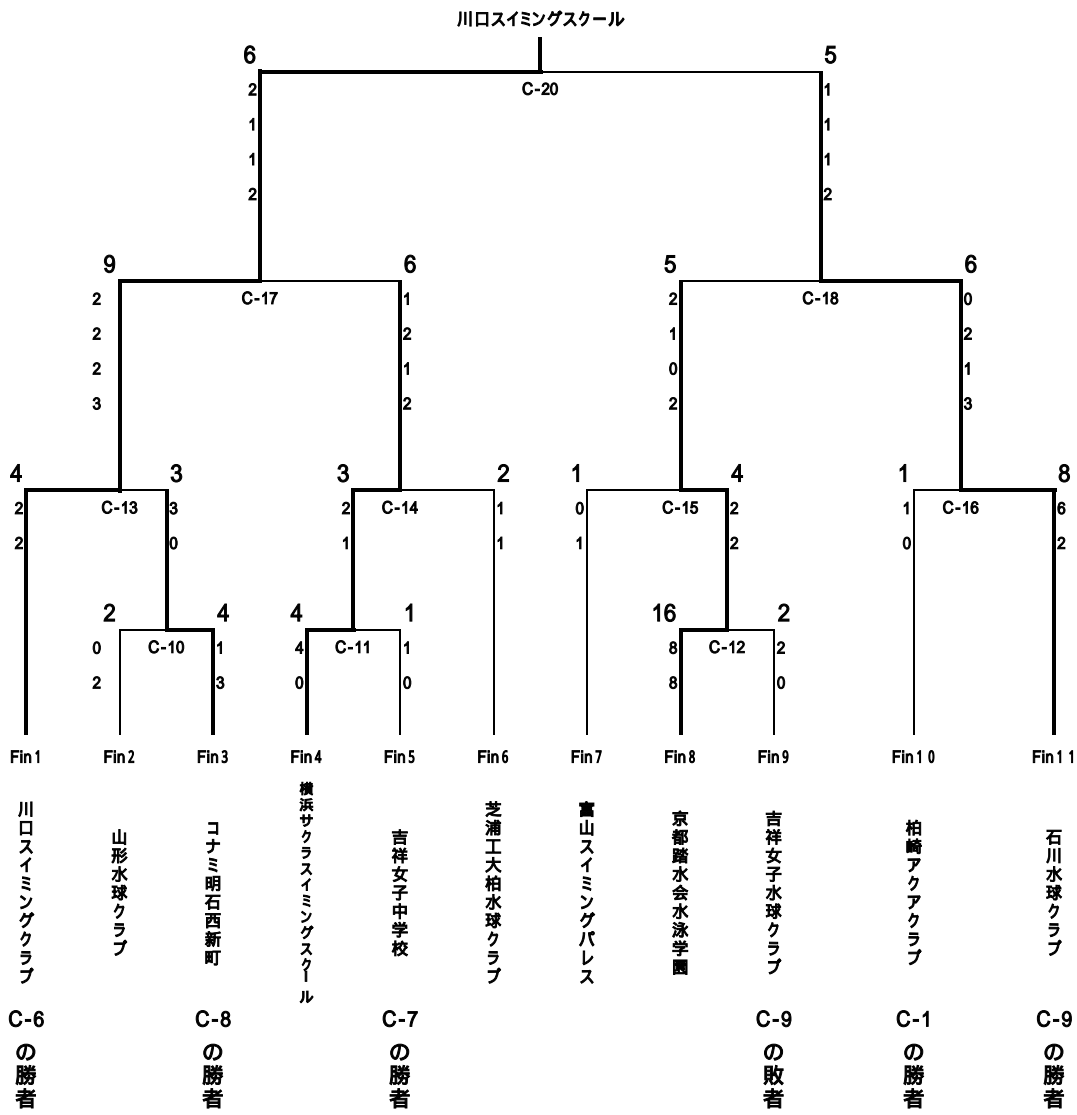 川口スイミングスクール
6 5
C-20
2 1
1 1
1 1
2 2
9 6 5 6
C-17 C-18
2 1 2 0
2 2 1 2
2 1 0 1
3 2 2 3
4 3 3 2 1 4 1 8
2 C-13 3 2 C-14 1 0 C-15 2 1 C-16 6
2 0 1 1 1 2 0 2
2 4 4 1 16 2
0 C-10 1 4 C-11 1 8 C-12 2
2 3 0 0 8 0
Fin1 Fin2 Fin3 Fin4 Fin5 Fin6 Fin7 Fin8 Fin9 Fin10 Fin11
川口スイミングクラブ
山形水球クラブ
コナミ明石西新町
横浜サクラスイミングスクール
吉祥女子中学校
芝浦工大柏水球クラブ
富山スイミングパレス
京都踏水会水泳学園
吉祥女子水球クラブ
柏崎アクアクラブ
石川水球クラブ
C-6の勝者
C-8の勝者
C-7の勝者
C-9の敗者
C-1の勝者
C-9の勝者